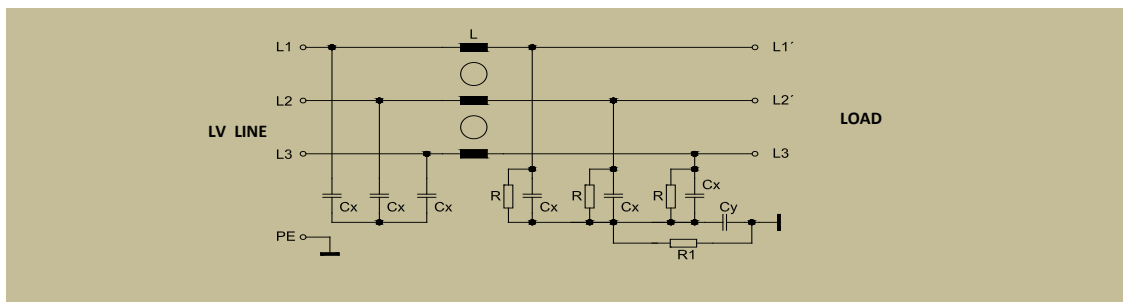 L
L1 L1´
L2 L2´
LV LINE LOAD
L3 L3
R R R Cx
Cx Cx Cx Cx Cx Cy
PE
R1